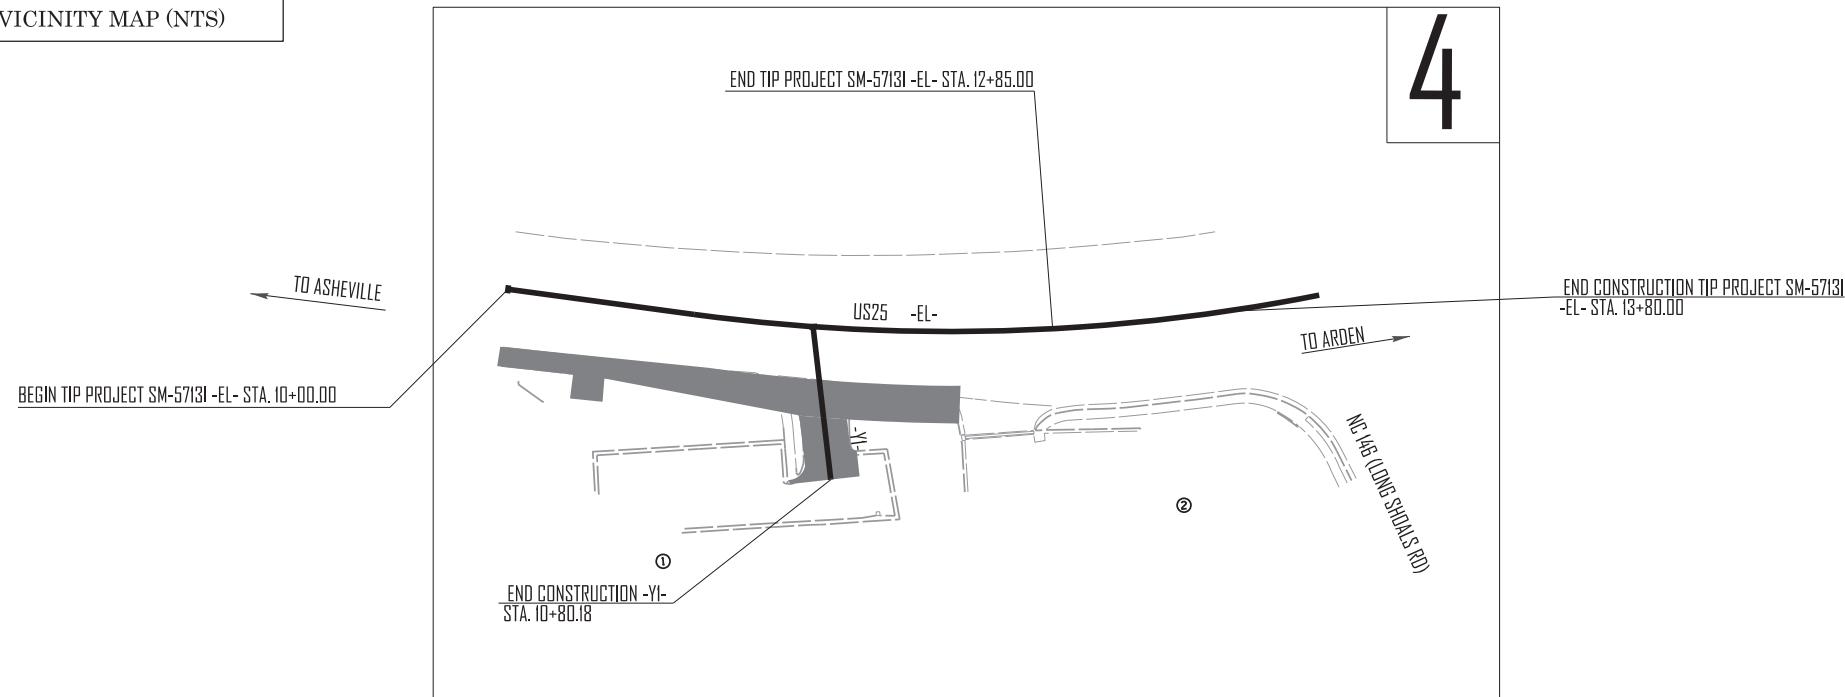 VICINITY MAP (NTS)
4
END TIP PROJECT SM-5713I -EL- STA. 12+85.00
TO ASHEVILLE
US25 -EL-
END CONSTRUCTION TIP PROJECT SM-5713I
-EL- STA. 13+80.00
TO ARDEN
BEGIN TIP PROJECT SM-5713I -EL- STA. 10+00.00
-Y1-
NC 146 (LONG SHOALS RD)
2
1
END CONSTRUCTION -Y1-
STA. 10+80.18